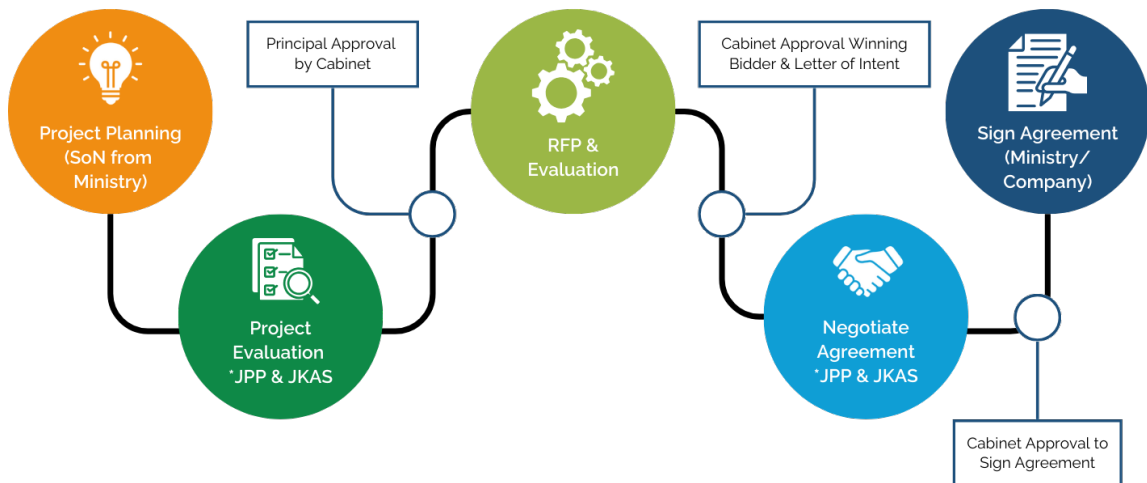 Project Planning
(SoN from
Ministry)
Project
Evaluation
*JPP & JKAS
Principal Approval
by Cabinet
RFP &
Evaluation
Cabinet Approval Winning
Bidder & Letter of Intent
Negotiate
Agreement
*JPP & JKAS
Cabinet Approval to
Sign Agreement
Sign Agreement
(Ministry/
Company)